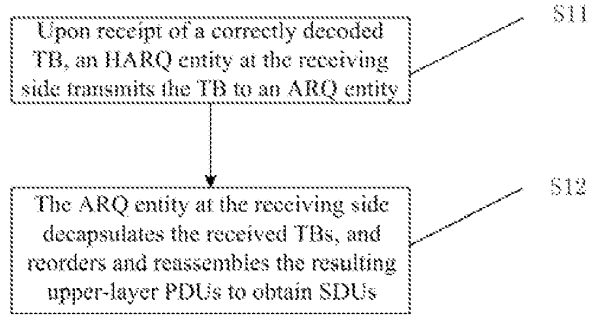 Upon receipt of a correctly decoded
TB, an HARQ entity at the receiving
side transmits the TB to an ARQ entity
S11
The ARQ entity at the receiving side
decapsulates the received TBs, and
reorders and reassembles the resulting
upper-layer PDUs to obtain SDUs
S12